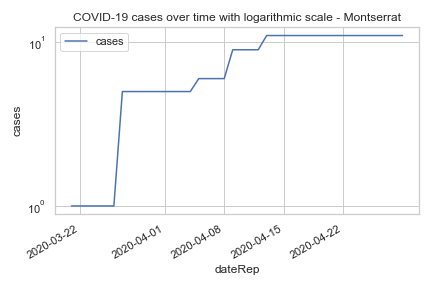 COVID-19 cases over time with logarithmic scale - Montserrat
cases
10¹
10⁰
cases
2020-03-22
2020-04-01
2020-04-08
2020-04-15
2020-04-22
dateRep